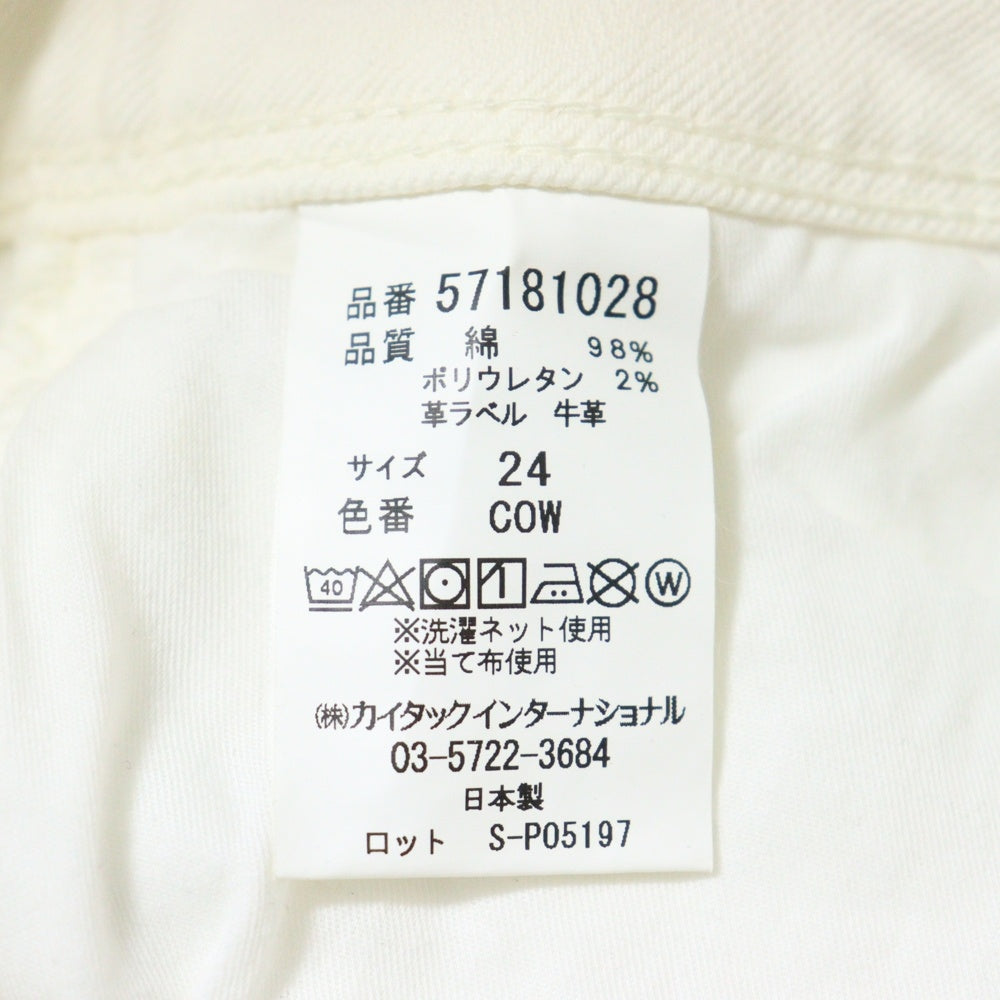 品番 57181028
品質 綿 98%
ポリウレタン 2%
革ラベル 牛革
サイズ 24
色番 COW
40 W
※洗濯ネット使用
※当て布使用
㈱カイタックインターナショナル
03-5722-3684
日本製
ロット S-P05197